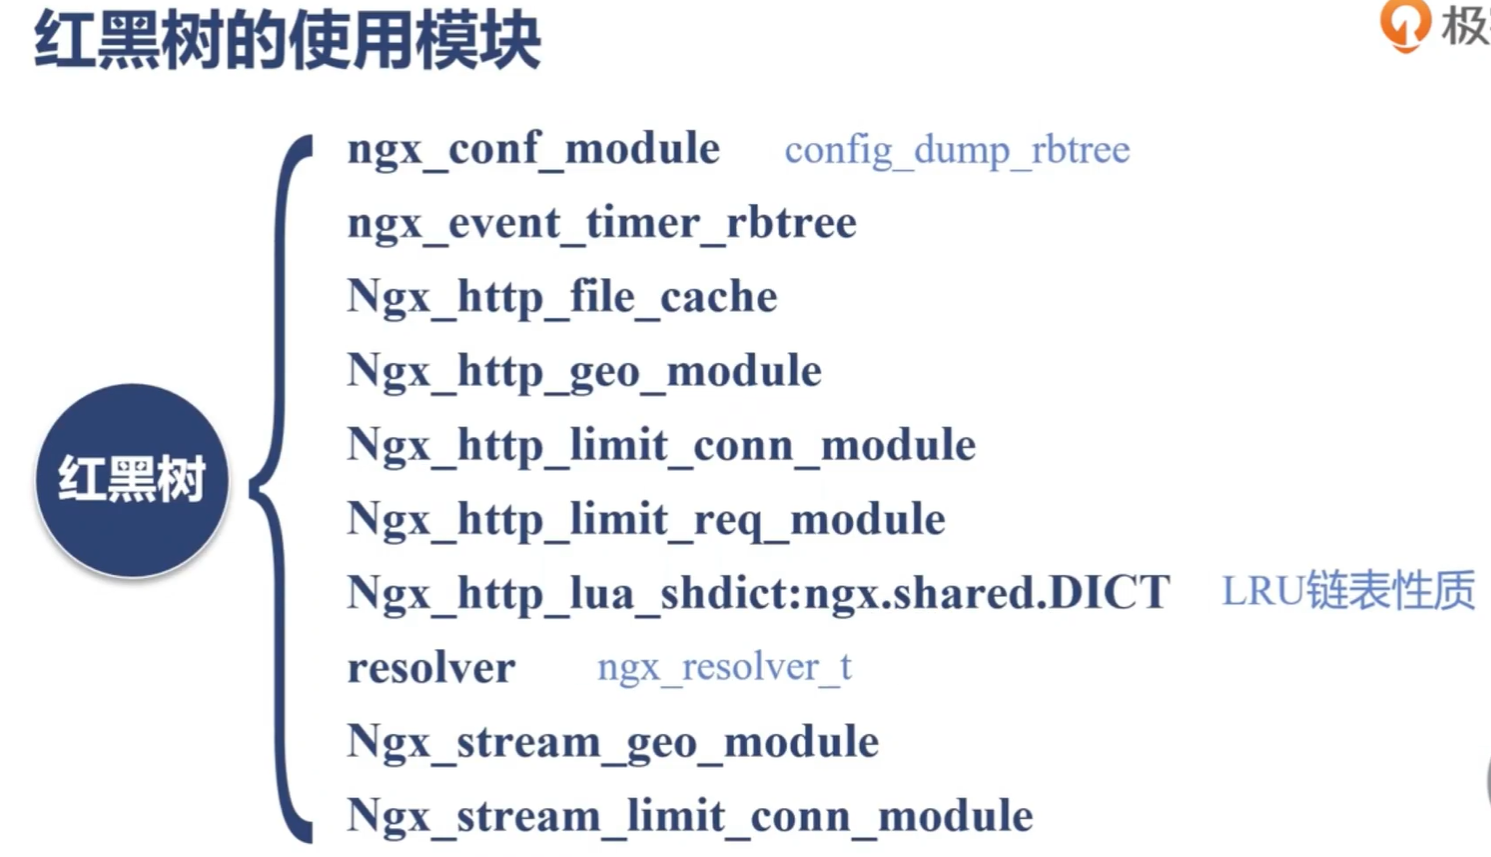 红黑树的使用模块
极
ngx_conf_module config_dump_rbtree
ngx_event_timer_rbtree
Ngx_http_file_cache
Ngx_http_geo_module
Ngx_http_limit_conn_module
红黑树
Ngx_http_limit_req_module
Ngx_http_lua_shdict:ngx.shared.DICT LRU链表性质
resolver ngx_resolver_t
Ngx_stream_geo_module
Ngx_stream_limit_conn_module